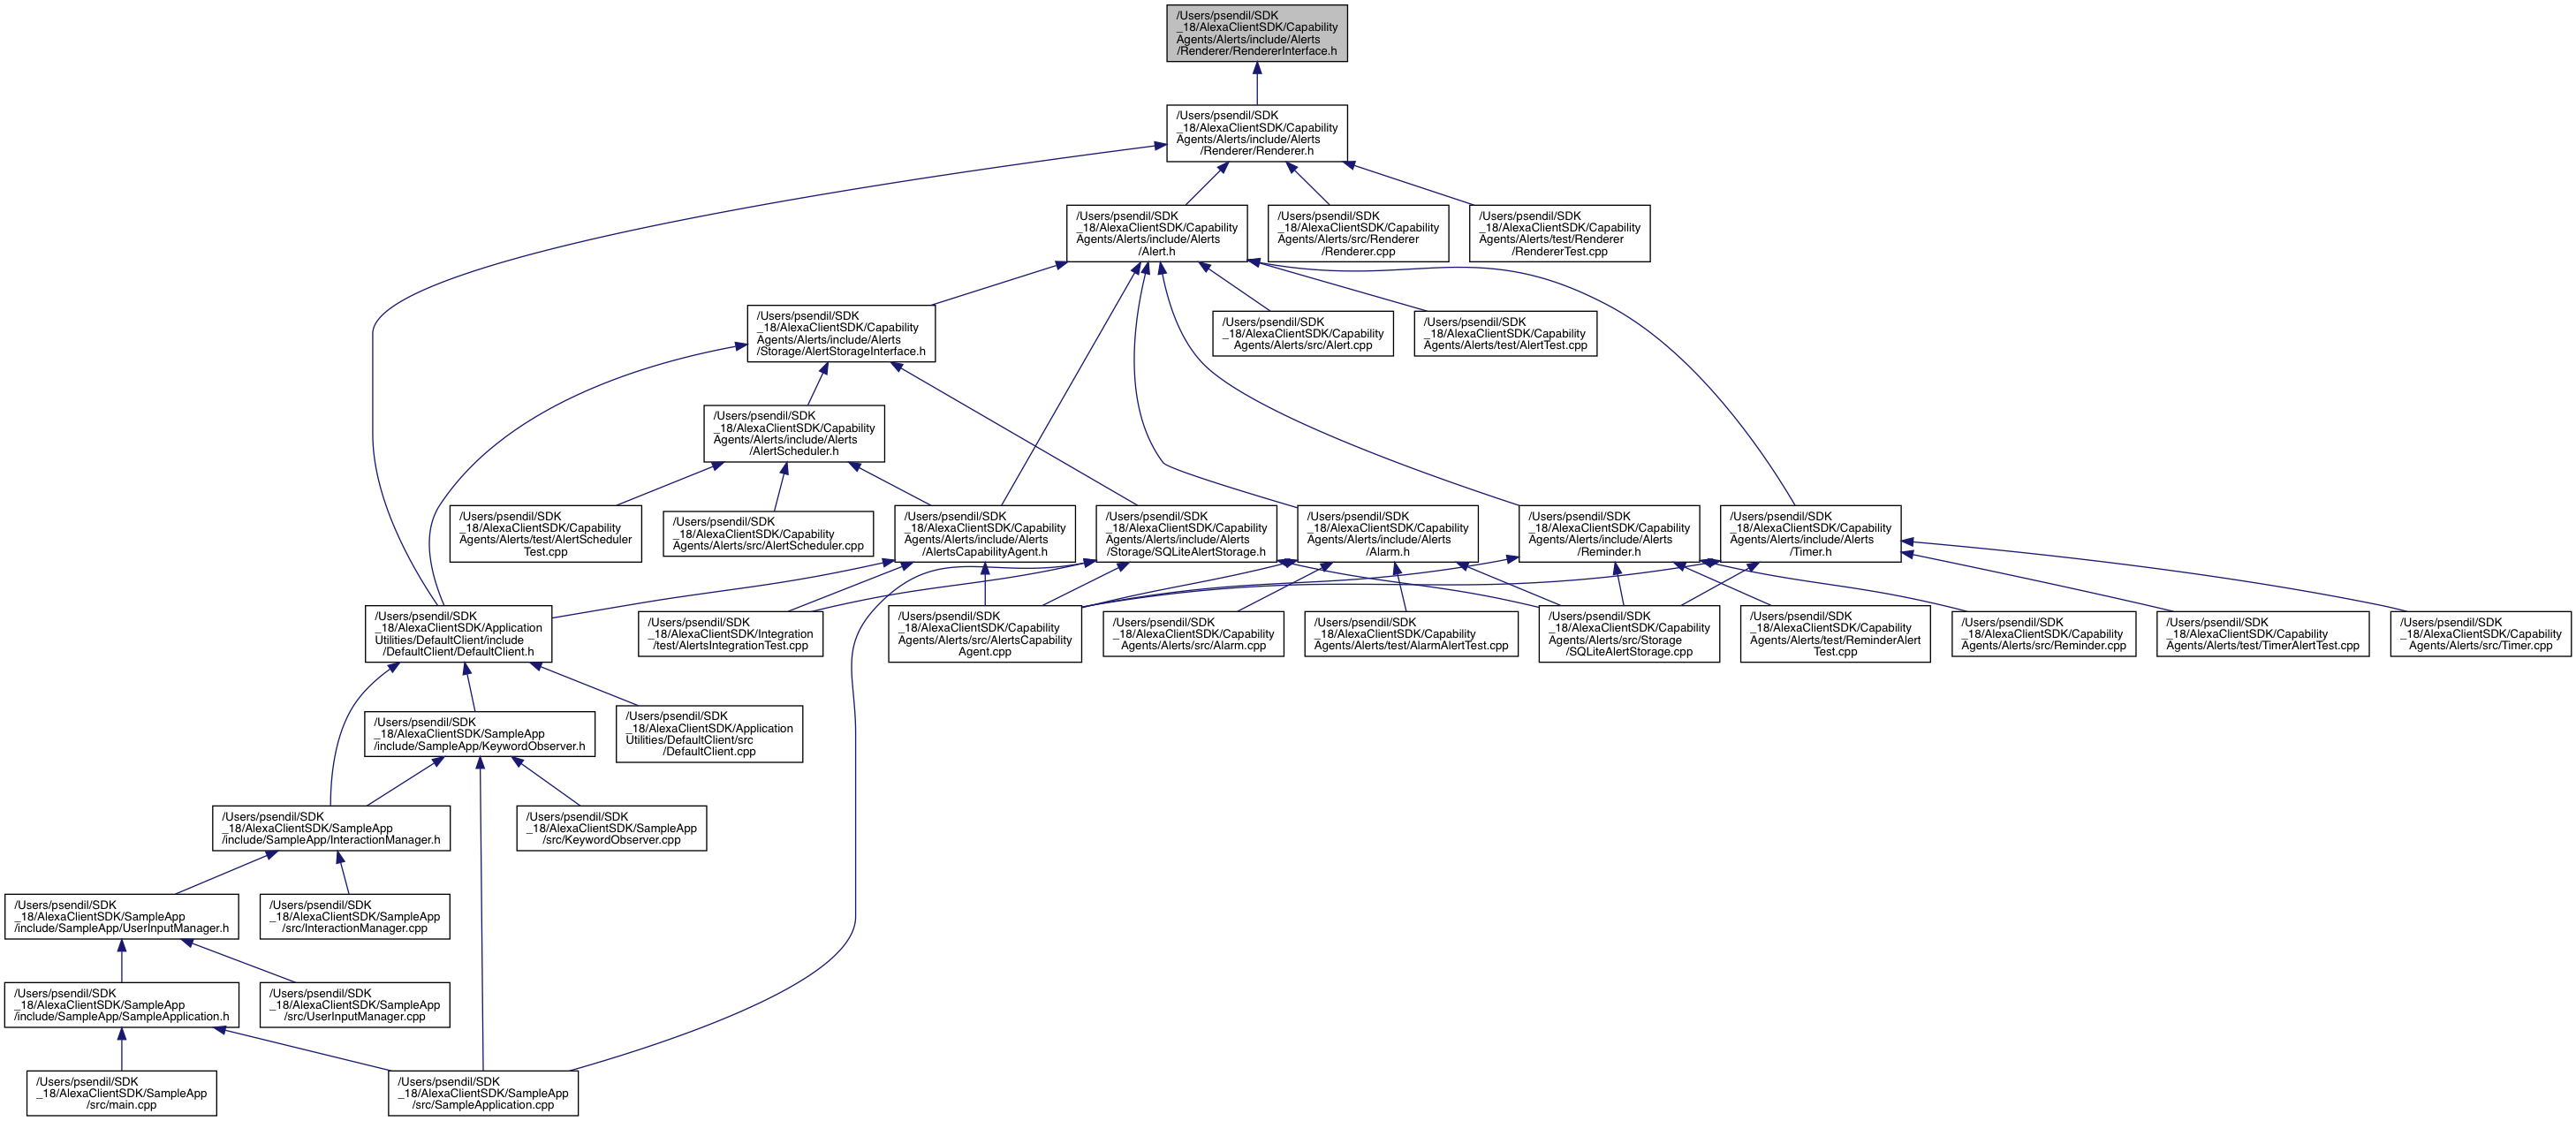 /Users/psendil/SDK
_18/AlexaClientSDK/Capability
Agents/Alerts/include/Alerts
/Renderer/RendererInterface.h
/Users/psendil/SDK
_18/AlexaClientSDK/Capability
Agents/Alerts/include/Alerts
/Renderer/Renderer.h
/Users/psendil/SDK
_18/AlexaClientSDK/Capability
Agents/Alerts/include/Alerts
/Alert.h
/Users/psendil/SDK
_18/AlexaClientSDK/Capability
Agents/Alerts/src/Renderer
/Renderer.cpp
/Users/psendil/SDK
_18/AlexaClientSDK/Capability
Agents/Alerts/test/Renderer
/RendererTest.cpp
/Users/psendil/SDK
_18/AlexaClientSDK/Capability
Agents/Alerts/include/Alerts
/Storage/AlertStorageInterface.h
/Users/psendil/SDK
_18/AlexaClientSDK/Capability
Agents/Alerts/src/Alert.cpp
/Users/psendil/SDK
_18/AlexaClientSDK/Capability
Agents/Alerts/test/AlertTest.cpp
/Users/psendil/SDK
_18/AlexaClientSDK/Capability
Agents/Alerts/include/Alerts
/AlertScheduler.h
/Users/psendil/SDK
_18/AlexaClientSDK/Capability
Agents/Alerts/test/AlertScheduler
Test.cpp
/Users/psendil/SDK
_18/AlexaClientSDK/Capability
Agents/Alerts/src/AlertScheduler.cpp
/Users/psendil/SDK
_18/AlexaClientSDK/Capability
Agents/Alerts/include/Alerts
/AlertsCapabilityAgent.h
/Users/psendil/SDK
_18/AlexaClientSDK/Capability
Agents/Alerts/include/Alerts
/Storage/SQLiteAlertStorage.h
/Users/psendil/SDK
_18/AlexaClientSDK/Capability
Agents/Alerts/include/Alerts
/Alarm.h
/Users/psendil/SDK
_18/AlexaClientSDK/Capability
Agents/Alerts/include/Alerts
/Reminder.h
/Users/psendil/SDK
_18/AlexaClientSDK/Capability
Agents/Alerts/include/Alerts
/Timer.h
/Users/psendil/SDK
_18/AlexaClientSDK/Application
Utilities/DefaultClient/include
/DefaultClient/DefaultClient.h
/Users/psendil/SDK
_18/AlexaClientSDK/Integration
/test/AlertsIntegrationTest.cpp
/Users/psendil/SDK
_18/AlexaClientSDK/Capability
Agents/Alerts/src/AlertsCapability
Agent.cpp
/Users/psendil/SDK
_18/AlexaClientSDK/Capability
Agents/Alerts/src/Alarm.cpp
/Users/psendil/SDK
_18/AlexaClientSDK/Capability
Agents/Alerts/test/AlarmAlertTest.cpp
/Users/psendil/SDK
_18/AlexaClientSDK/Capability
Agents/Alerts/src/Storage
/SQLiteAlertStorage.cpp
/Users/psendil/SDK
_18/AlexaClientSDK/Capability
Agents/Alerts/test/ReminderAlert
Test.cpp
/Users/psendil/SDK
_18/AlexaClientSDK/Capability
Agents/Alerts/src/Reminder.cpp
/Users/psendil/SDK
_18/AlexaClientSDK/Capability
Agents/Alerts/test/TimerAlertTest.cpp
/Users/psendil/SDK
_18/AlexaClientSDK/Capability
Agents/Alerts/src/Timer.cpp
/Users/psendil/SDK
_18/AlexaClientSDK/SampleApp
/include/SampleApp/KeywordObserver.h
/Users/psendil/SDK
_18/AlexaClientSDK/Application
Utilities/DefaultClient/src
/DefaultClient.cpp
/Users/psendil/SDK
_18/AlexaClientSDK/SampleApp
/include/SampleApp/InteractionManager.h
/Users/psendil/SDK
_18/AlexaClientSDK/SampleApp
/src/KeywordObserver.cpp
/Users/psendil/SDK
_18/AlexaClientSDK/SampleApp
/include/SampleApp/UserInputManager.h
/Users/psendil/SDK
_18/AlexaClientSDK/SampleApp
/src/InteractionManager.cpp
/Users/psendil/SDK
_18/AlexaClientSDK/SampleApp
/include/SampleApp/SampleApplication.h
/Users/psendil/SDK
_18/AlexaClientSDK/SampleApp
/src/UserInputManager.cpp
/Users/psendil/SDK
_18/AlexaClientSDK/SampleApp
/src/main.cpp
/Users/psendil/SDK
_18/AlexaClientSDK/SampleApp
/src/SampleApplication.cpp